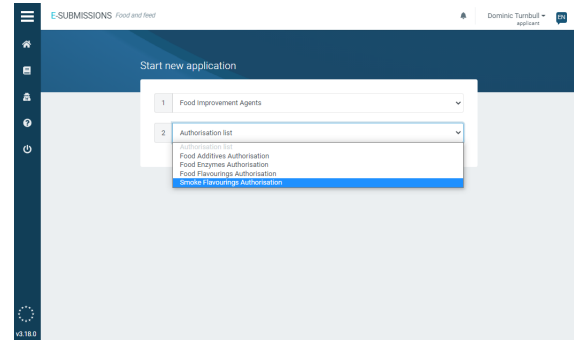 E-SUBMISSIONS Food and feed
Dominic Turnbull
applicant
EN
Start new application
1 Food Improvement Agents
2 Authorisation list
Authorisation list
Food Additives Authorisation
Food Enzymes Authorisation
Food Flavourings Authorisation
Smoke Flavourings Authorisation
v3.18.0